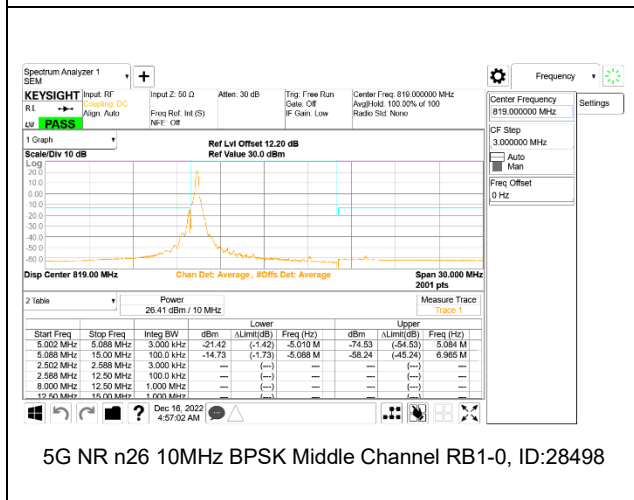 Spectrum Analyzer 1
SEM
+
Frequency
KEYSIGHT
RL
PASS
Input: RF
Coupling: DC
Align: Auto
Input Z: 50 Ω
Freq Ref: Int (S)
NFE: Off
Atten: 30 dB
Trig: Free Run
Gate: Off
IF Gain: Low
Center Freq: 819.000000 MHz
Avg|Hold: 100.00% of 100
Radio Std: None
Center Frequency
819.000000 MHz
Settings
CF Step
3.000000 MHz
Auto
Man
Freq Offset
0 Hz
1 Graph
Scale/Div 10 dB
Ref Lvl Offset 12.20 dB
Ref Value 30.0 dBm
Log
20.0
10.0
0.00
-10.0
-20.0
-30.0
-40.0
-50.0
-60.0
Disp Center 819.00 MHz
Chan Det: Average , #Offs Det: Average
Span 30.000 MHz
2001 pts
2 Table
Power
26.41 dBm / 10 MHz
Measure Trace
Trace 1
Lower Upper
Start Freq Stop Freq Integ BW dBm ΔLimit(dB) Freq (Hz) dBm ΔLimit(dB) Freq (Hz)
5.002 MHz 5.088 MHz 3.000 kHz -21.42 (-1.42) -5.010 M -74.53 (-54.53) 5.084 M
5.088 MHz 15.00 MHz 100.0 kHz -14.73 (-1.73) -5.088 M -58.24 (-45.24) 6.965 M
2.502 MHz 2.588 MHz 3.000 kHz --- (---) --- --- (---) ---
2.588 MHz 12.50 MHz 100.0 kHz --- (---) --- --- (---) ---
8.000 MHz 12.50 MHz 1.000 MHz --- (---) --- --- (---) ---
12.50 MHz 15.00 MHz 1.000 MHz --- (---) --- --- (---) ---
?
Dec 16, 2022
4:57:02 AM
5G NR n26 10MHz BPSK Middle Channel RB1-0, ID:28498